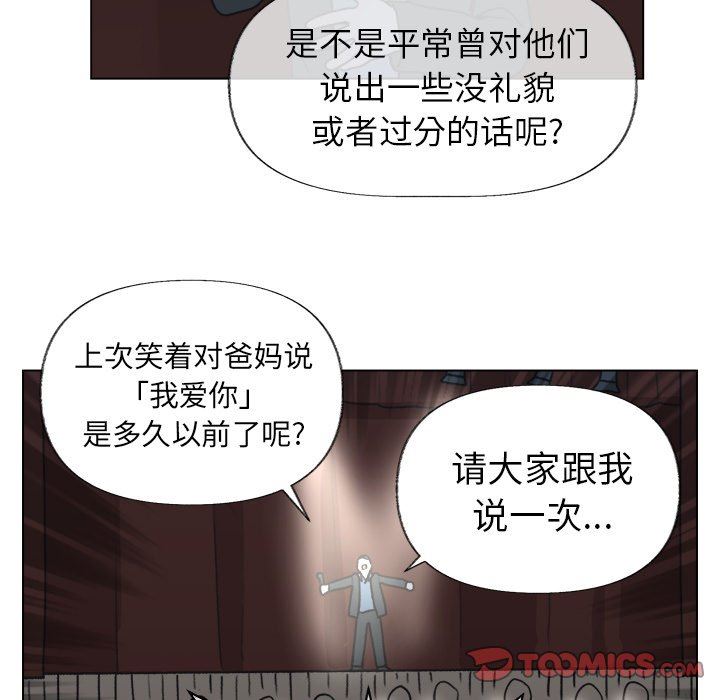 是不是平常曾对他们
说出一些没礼貌
或者过分的话呢?
上次笑着对爸妈说
「我爱你」
是多久以前了呢?
请大家跟我
说一次...
TOOMICS.COM